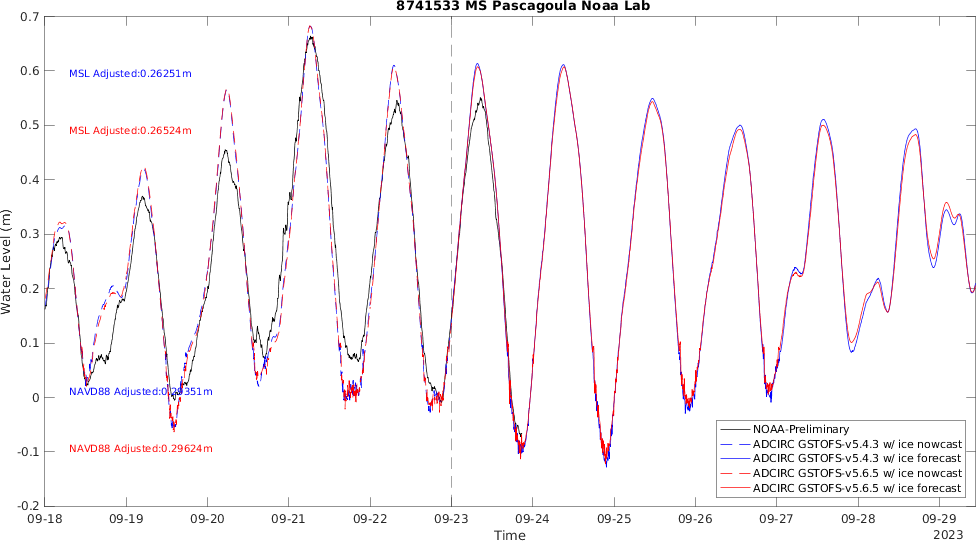 8741533 MS Pascagoula Noaa Lab
0.7
0.6
0.5
0.4
0.3
0.2
0.1
0
-0.1
-0.2
Water Level (m)
MSL Adjusted:0.26251m
MSL Adjusted:0.26524m
NAVD88 Adjusted:0.29351m
NAVD88 Adjusted:0.29624m
NOAA-Preliminary
ADCIRC GSTOFS-v5.4.3 w/ ice nowcast
ADCIRC GSTOFS-v5.4.3 w/ ice forecast
ADCIRC GSTOFS-v5.6.5 w/ ice nowcast
ADCIRC GSTOFS-v5.6.5 w/ ice forecast
09-18 09-19 09-20 09-21 09-22 09-23 09-24 09-25 09-26 09-27 09-28 09-29
2023
Time